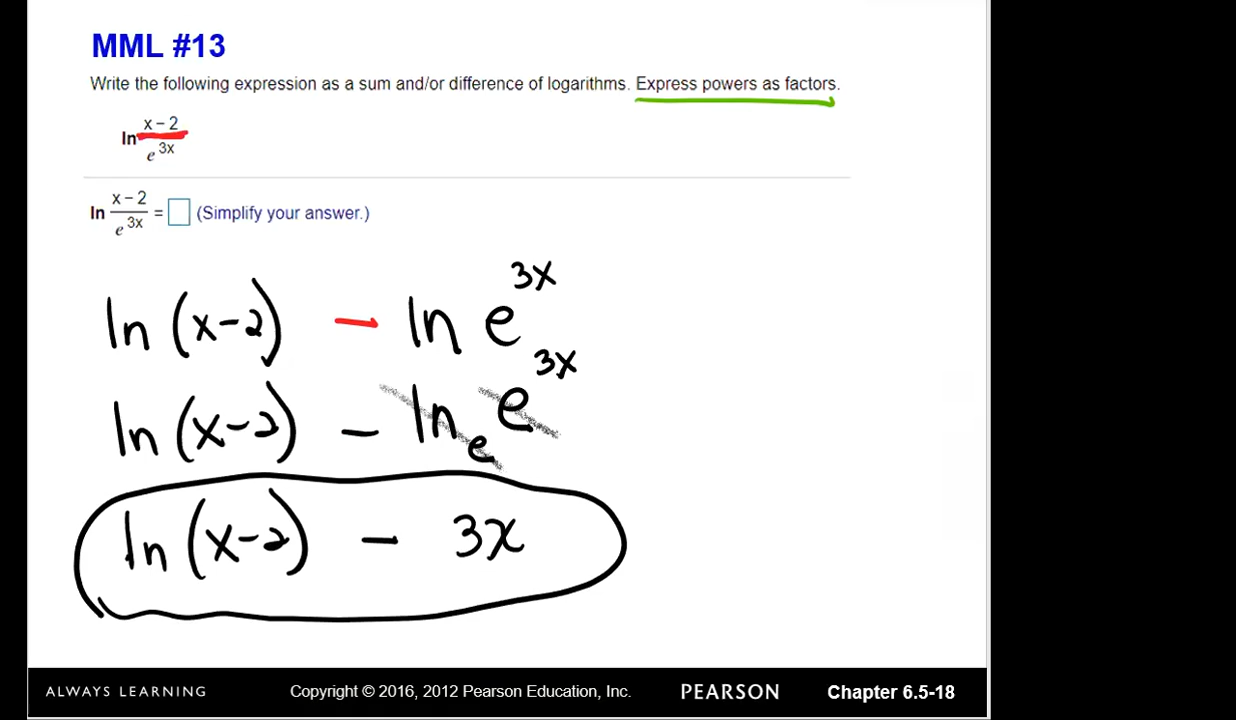 MML #13
Write the following expression as a sum and/or difference of logarithms. Express powers as factors.
ln (x - 2)/e^(3x)
ln (x - 2)/e^(3x) = □ (Simplify your answer.)
ln (x-2) - ln e^(3x)
ln (x-2) - ln_e e^(3x)
ln (x-2) - 3x
ALWAYS LEARNING Copyright © 2016, 2012 Pearson Education, Inc. PEARSON Chapter 6.5-18